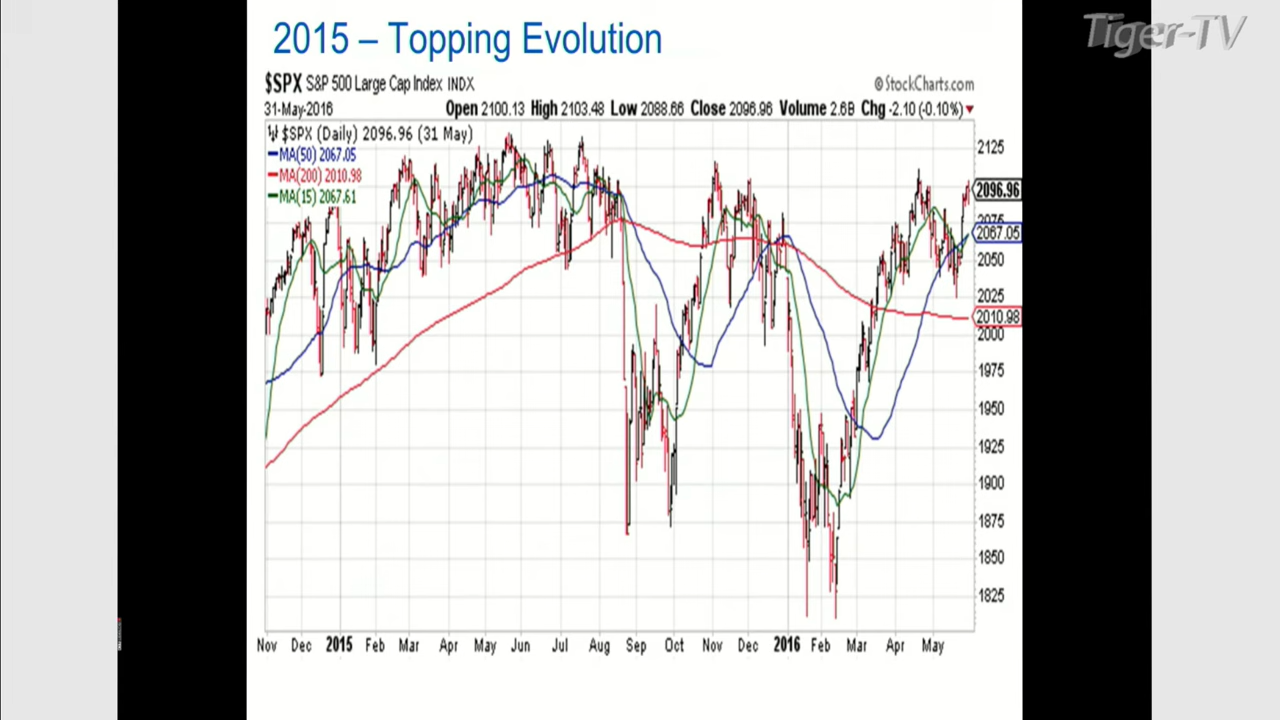 Tiger-TV
2015 – Topping Evolution
$SPX S&P 500 Large Cap Index INDX
© StockCharts.com
31-May-2016
Open 2100.13 High 2103.48 Low 2088.66 Close 2096.96 Volume 2.6B Chg -2.10 (-0.10%)
$SPX (Daily) 2096.96 (31 May)
MA(50) 2067.05
MA(200) 2010.98
MA(15) 2067.61
2125
2096.96
2075
2067.05
2050
2025
2010.98
2000
1975
1950
1925
1900
1875
1850
1825
Nov Dec 2015 Feb Mar Apr May Jun Jul Aug Sep Oct Nov Dec 2016 Feb Mar Apr May